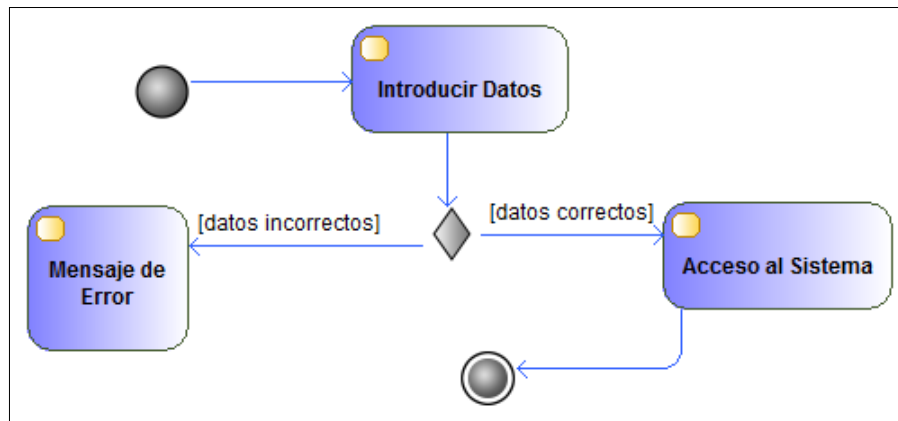 Introducir Datos
[datos incorrectos]
[datos correctos]
Mensaje de
Error
Acceso al Sistema